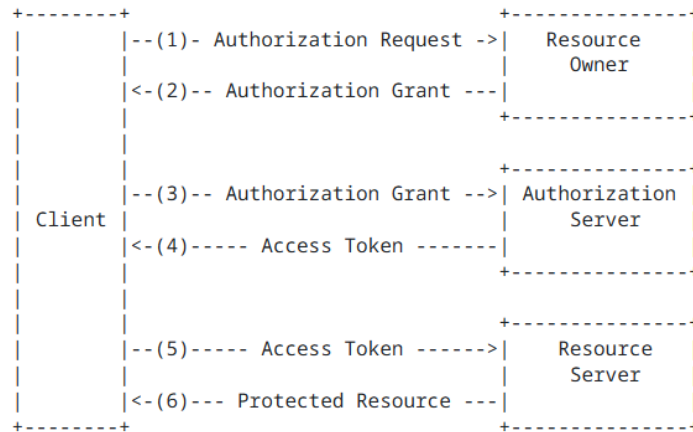 +--------+                               +---------------+
|        |--(1)- Authorization Request ->|   Resource
|        |                               |     Owner
|        |<-(2)-- Authorization Grant ---|
|        |                               +---------------+
|        |
|        |                               +---------------+
|        |--(3)-- Authorization Grant -->| Authorization
| Client |                               |     Server
|        |<-(4)----- Access Token -------|
|        |                               +---------------+
|        |
|        |                               +---------------+
|        |--(5)----- Access Token ------>|    Resource
|        |                               |     Server
|        |<-(6)--- Protected Resource ---|
+--------+                               +---------------+